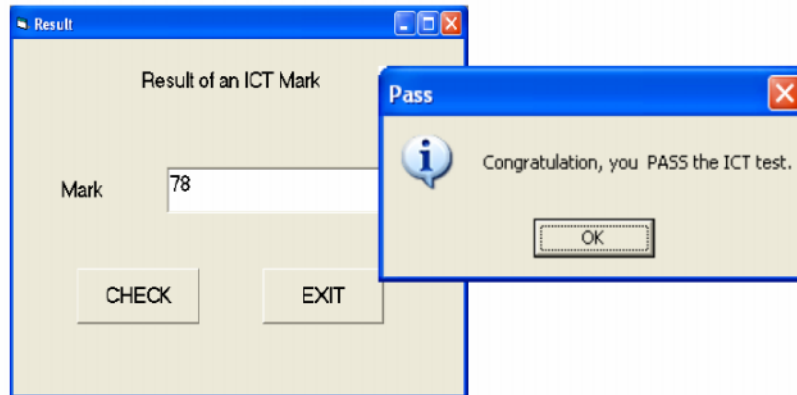 Result
Result of an ICT Mark
Mark
78
CHECK
EXIT
Pass
Congratulation, you PASS the ICT test.
OK